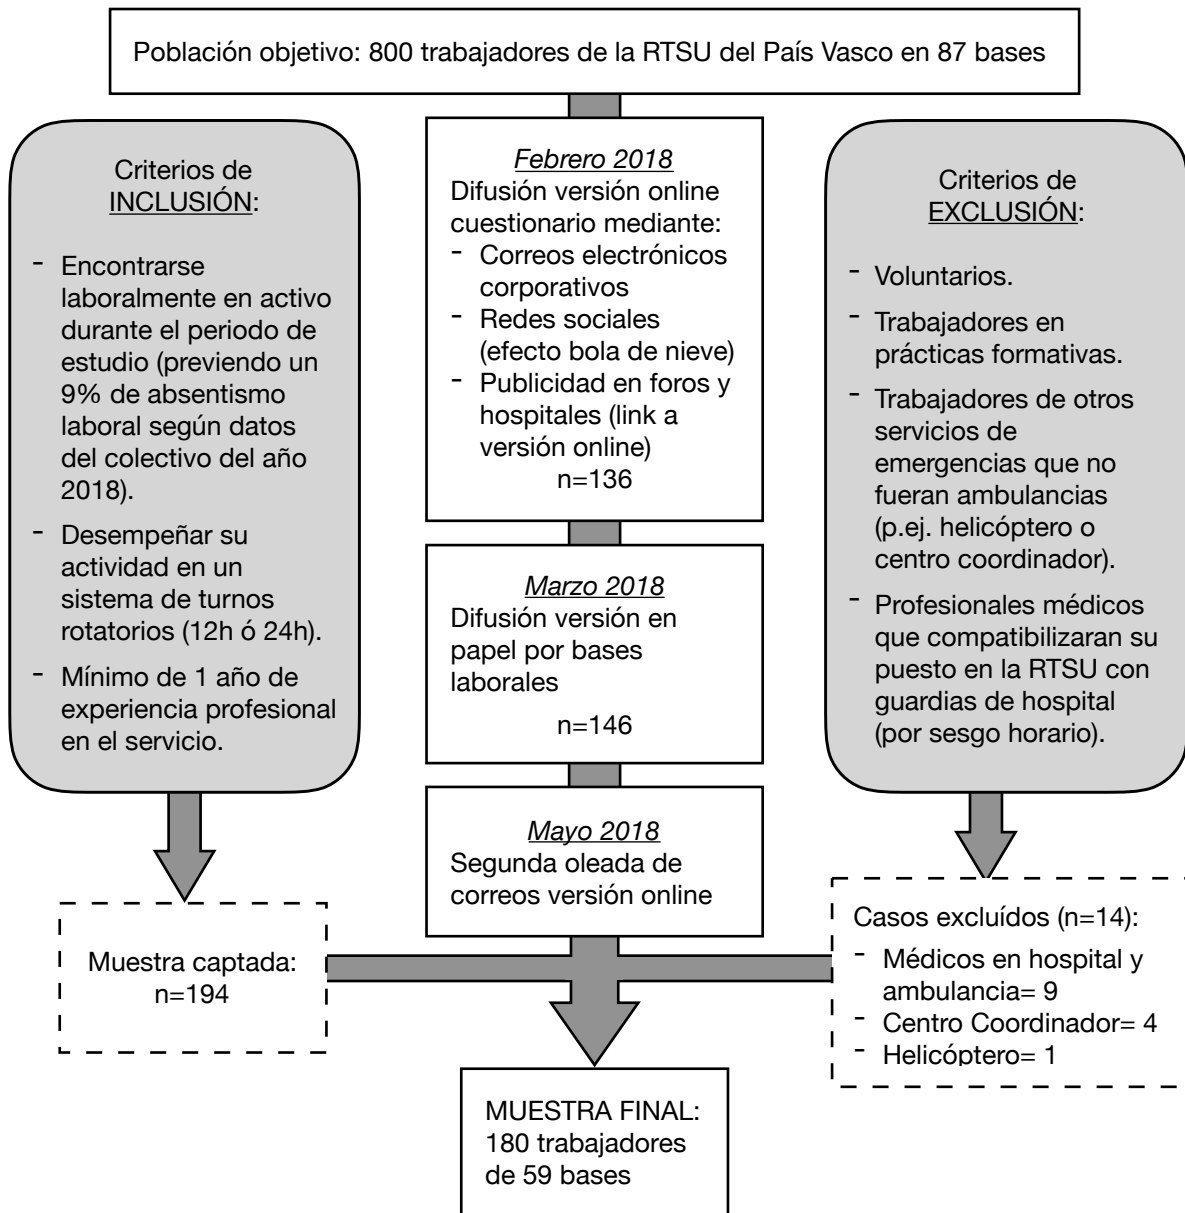 Población objetivo: 800 trabajadores de la RTSU del País Vasco en 87 bases
Criterios de
INCLUSIÓN:
- Encontrarse
laboralmente en activo
durante el periodo de
estudio (previendo un
9% de absentismo
laboral según datos
del colectivo del año
2018).
- Desempeñar su
actividad en un
sistema de turnos
rotatorios (12h ó 24h).
- Mínimo de 1 año de
experiencia profesional
en el servicio.
Febrero 2018
Difusión versión online
cuestionario mediante:
- Correos electrónicos
corporativos
- Redes sociales
(efecto bola de nieve)
- Publicidad en foros y
hospitales (link a
versión online)
n=136
Marzo 2018
Difusión versión en
papel por bases
laborales
n=146
Mayo 2018
Segunda oleada de
correos versión online
Criterios de
EXCLUSIÓN:
- Voluntarios.
- Trabajadores en
prácticas formativas.
- Trabajadores de otros
servicios de
emergencias que no
fueran ambulancias
(p.ej. helicóptero o
centro coordinador).
- Profesionales médicos
que compatibilizaran su
puesto en la RTSU con
guardias de hospital
(por sesgo horario).
Muestra captada:
n=194
Casos excluídos (n=14):
- Médicos en hospital y
ambulancia= 9
- Centro Coordinador= 4
- Helicóptero= 1
MUESTRA FINAL:
180 trabajadores
de 59 bases